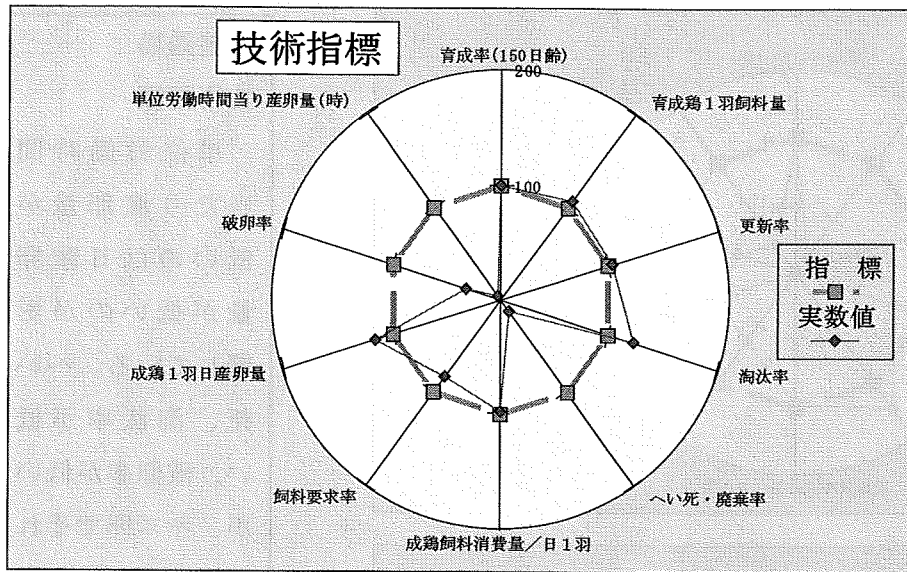 技術指標
育成率(150日齢)
200
単位労働時間当り産卵量(時)
育成鶏1羽飼料量
100
破卵率
更新率
指　標
実数値
成鶏1羽日産卵量
淘汰率
飼料要求率
へい死・廃棄率
成鶏飼料消費量／日1羽